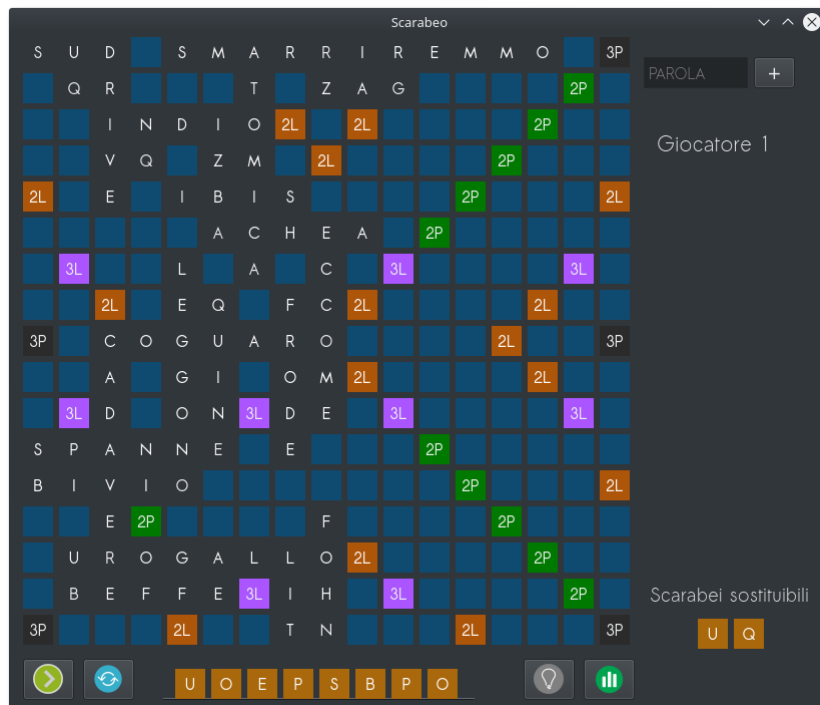 Scarabeo
S U D S M A R R I R E M M O 3P
Q R T Z A G 2P
I N D I O 2L 2L 2P
V Q Z M 2L 2P
2L E I B I S 2P 2L
A C H E A 2P
3L L A C 3L 3L
2L E Q F C 2L 2L
3P C O G U A R O 2L 3P
A G I O M 2L 2L
3L D O N 3L D E 3L 3L
S P A N N E E 2P
B I V I O 2P 2L
E 2P F 2P
U R O G A L L O 2L 2P
B E F F E 3L I H 3L 2P
3P 2L T N 2L 3P
PAROLA +
Giocatore 1
Scarabei sostituibili
U Q
U O E P S B P O